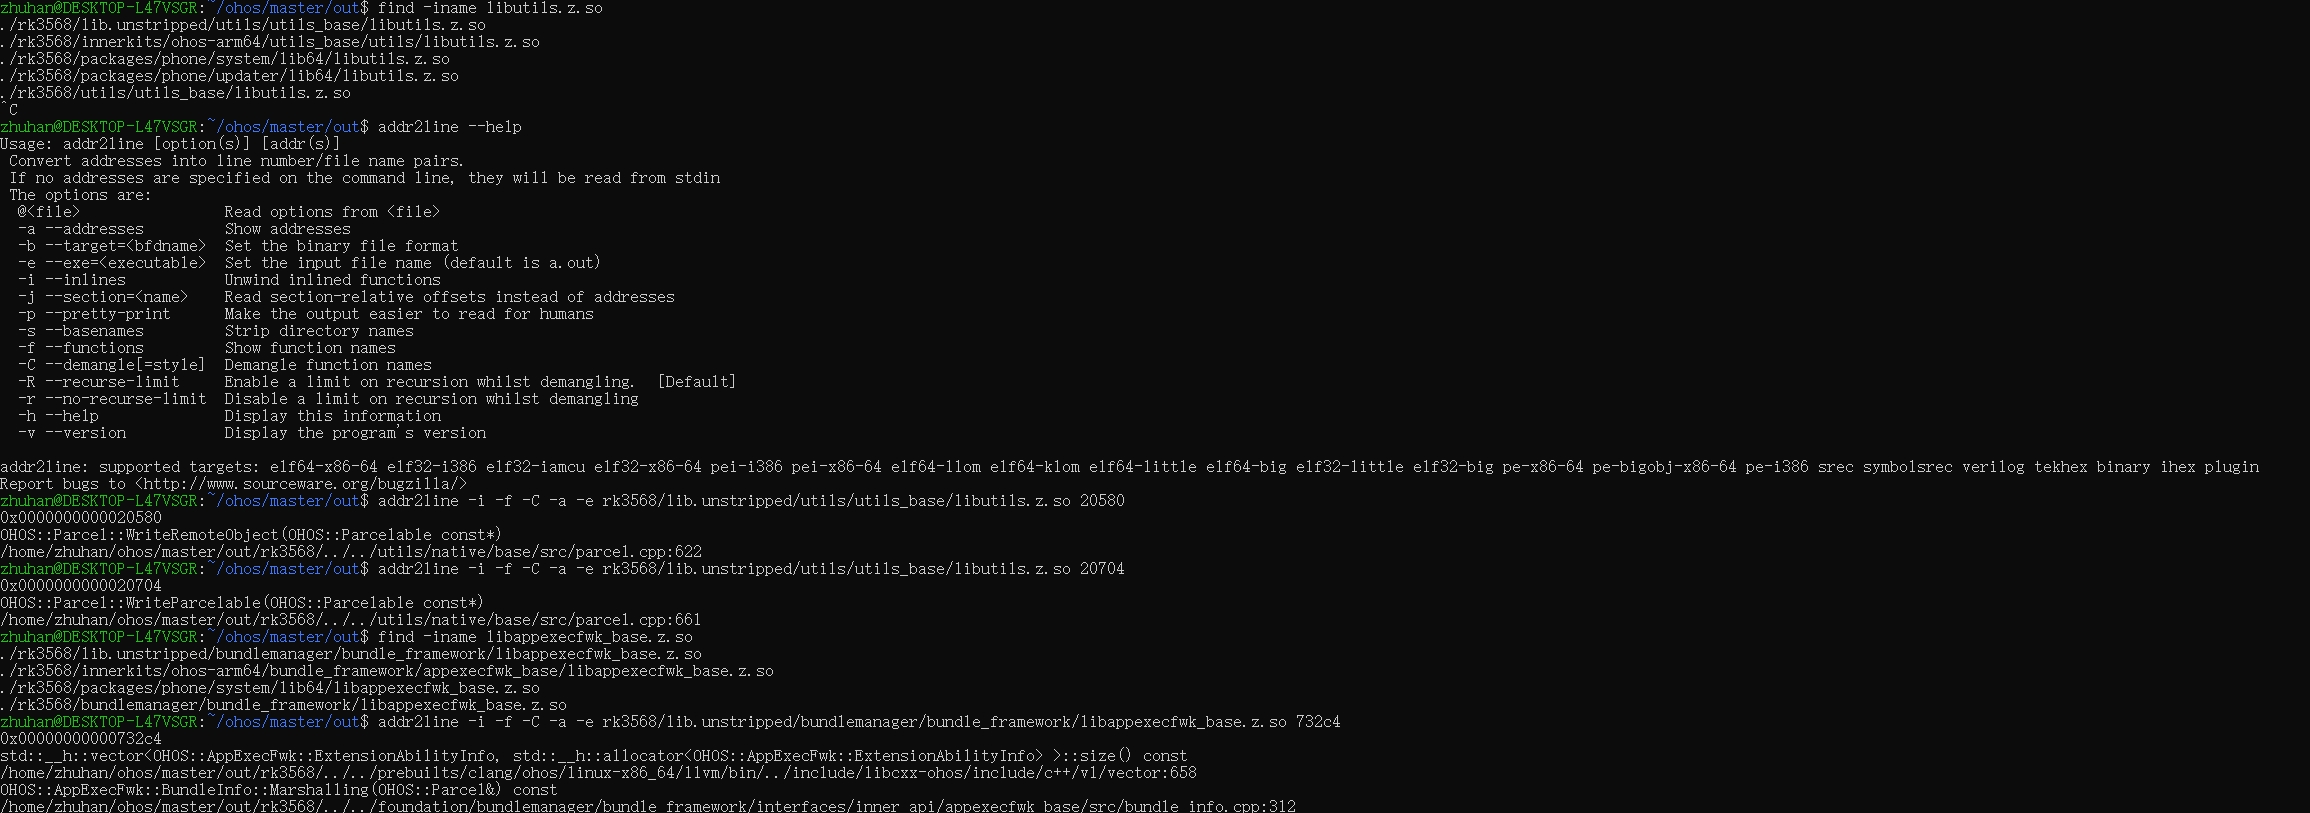 zhuhan@DESKTOP-L47VSGR:~/ohos/master/out$ find -iname libutils.z.so
./rk3568/lib.unstripped/utils/utils_base/libutils.z.so
./rk3568/innerkits/ohos-arm64/utils_base/utils/libutils.z.so
./rk3568/packages/phone/system/lib64/libutils.z.so
./rk3568/packages/phone/updater/lib64/libutils.z.so
./rk3568/utils/utils_base/libutils.z.so
^C
zhuhan@DESKTOP-L47VSGR:~/ohos/master/out$ addr2line --help
Usage: addr2line [option(s)] [addr(s)]
 Convert addresses into line number/file name pairs.
 If no addresses are specified on the command line, they will be read from stdin
 The options are:
  @<file>                Read options from <file>
  -a --addresses         Show addresses
  -b --target=<bfdname>  Set the binary file format
  -e --exe=<executable>  Set the input file name (default is a.out)
  -i --inlines           Unwind inlined functions
  -j --section=<name>    Read section-relative offsets instead of addresses
  -p --pretty-print      Make the output easier to read for humans
  -s --basenames         Strip directory names
  -f --functions         Show function names
  -C --demangle[=style]  Demangle function names
  -R --recurse-limit     Enable a limit on recursion whilst demangling.  [Default]
  -r --no-recurse-limit  Disable a limit on recursion whilst demangling
  -h --help              Display this information
  -v --version           Display the program's version
addr2line: supported targets: elf64-x86-64 elf32-i386 elf32-iamcu elf32-x86-64 pei-i386 pei-x86-64 elf64-l1om elf64-k1om elf64-little elf64-big elf32-little elf32-big pe-x86-64 pe-bigobj-x86-64 pe-i386 srec symbolsrec verilog tekhex binary ihex plugin
Report bugs to <http://www.sourceware.org/bugzilla/>
zhuhan@DESKTOP-L47VSGR:~/ohos/master/out$ addr2line -i -f -C -a -e rk3568/lib.unstripped/utils/utils_base/libutils.z.so 20580
0x0000000000020580
OHOS::Parcel::WriteRemoteObject(OHOS::Parcelable const*)
/home/zhuhan/ohos/master/out/rk3568/../../utils/native/base/src/parcel.cpp:622
zhuhan@DESKTOP-L47VSGR:~/ohos/master/out$ addr2line -i -f -C -a -e rk3568/lib.unstripped/utils/utils_base/libutils.z.so 20704
0x0000000000020704
OHOS::Parcel::WriteParcelable(OHOS::Parcelable const*)
/home/zhuhan/ohos/master/out/rk3568/../../utils/native/base/src/parcel.cpp:661
zhuhan@DESKTOP-L47VSGR:~/ohos/master/out$ find -iname libappexecfwk_base.z.so
./rk3568/lib.unstripped/bundlemanager/bundle_framework/libappexecfwk_base.z.so
./rk3568/innerkits/ohos-arm64/bundle_framework/appexecfwk_base/libappexecfwk_base.z.so
./rk3568/packages/phone/system/lib64/libappexecfwk_base.z.so
./rk3568/bundlemanager/bundle_framework/libappexecfwk_base.z.so
zhuhan@DESKTOP-L47VSGR:~/ohos/master/out$ addr2line -i -f -C -a -e rk3568/lib.unstripped/bundlemanager/bundle_framework/libappexecfwk_base.z.so 732c4
0x00000000000732c4
std::__h::vector<OHOS::AppExecFwk::ExtensionAbilityInfo, std::__h::allocator<OHOS::AppExecFwk::ExtensionAbilityInfo> >::size() const
/home/zhuhan/ohos/master/out/rk3568/../../prebuilts/clang/ohos/linux-x86_64/llvm/bin/../include/libcxx-ohos/include/c++/v1/vector:658
OHOS::AppExecFwk::BundleInfo::Marshalling(OHOS::Parcel&) const
/home/zhuhan/ohos/master/out/rk3568/../../foundation/bundlemanager/bundle_framework/interfaces/inner_api/appexecfwk_base/src/bundle_info.cpp:312